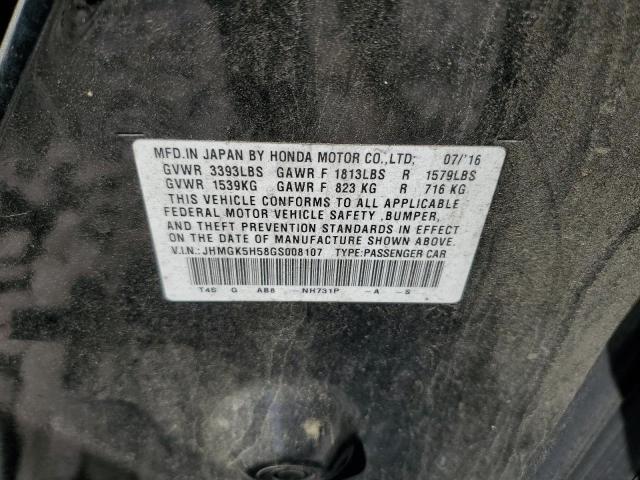 MFD.IN JAPAN BY HONDA MOTOR CO.,LTD; 07/'16
GVWR 3393LBS GAWR F 1813LBS R 1579LBS
GVWR 1539KG GAWR F 823 KG R 716 KG
THIS VEHICLE CONFORMS TO ALL APPLICABLE
FEDERAL MOTOR VEHICLE SAFETY ,BUMPER,
AND THEFT PREVENTION STANDARDS IN EFFECT
ON THE DATE OF MANUFACTURE SHOWN ABOVE.
V.I.N.: JHMGK5H58GS008107 TYPE:PASSENGER CAR
T4S G AB8 -NH731P -A -S